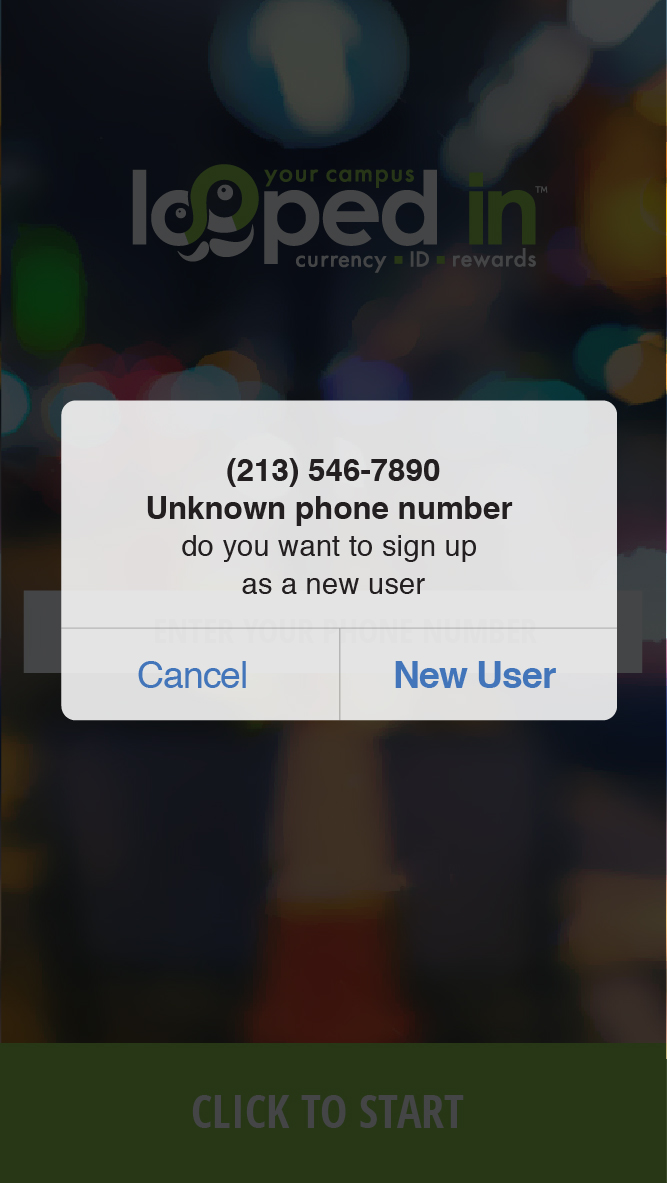 your campus
looped in™
currency ▪ ID ▪ rewards
(213) 546-7890
Unknown phone number
do you want to sign up
as a new user
ENTER YOUR PHONE NUMBER
Cancel
New User
CLICK TO START